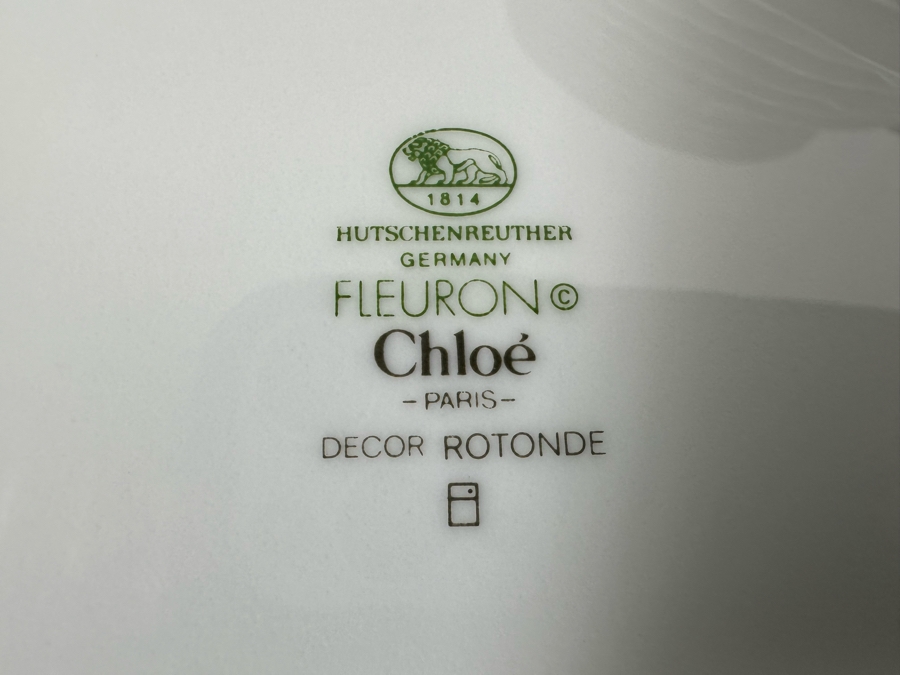 1814
HUTSCHENREUTHER
GERMANY
FLEURON ©
Chloé
- PARIS -
DECOR ROTONDE